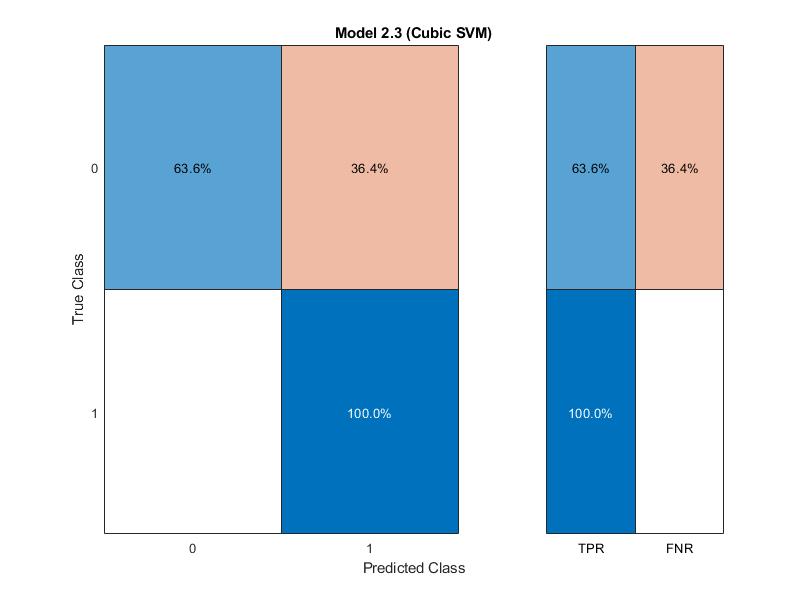 Model 2.3 (Cubic SVM)
True Class
0
63.6%
36.4%
63.6%
36.4%
1
100.0%
100.0%
0
1
TPR
FNR
Predicted Class